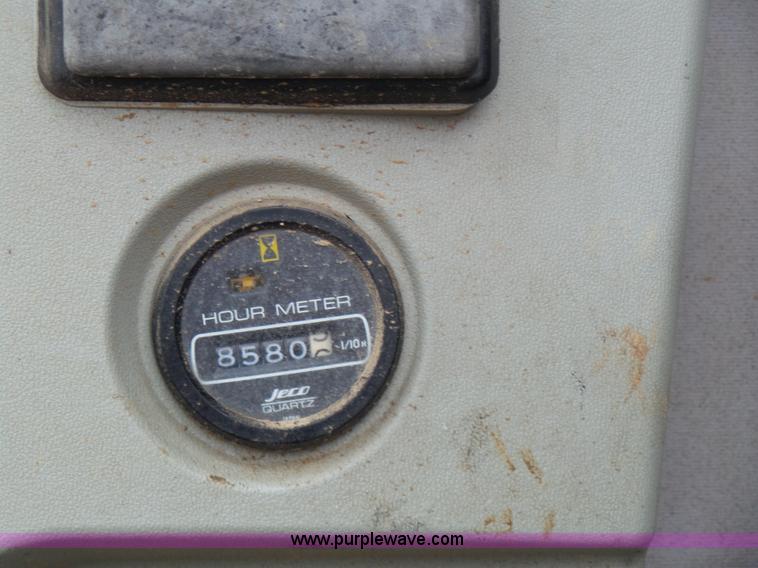 HOUR METER
8580 1/10H
Jeco
QUARTZ
www.purplewave.com